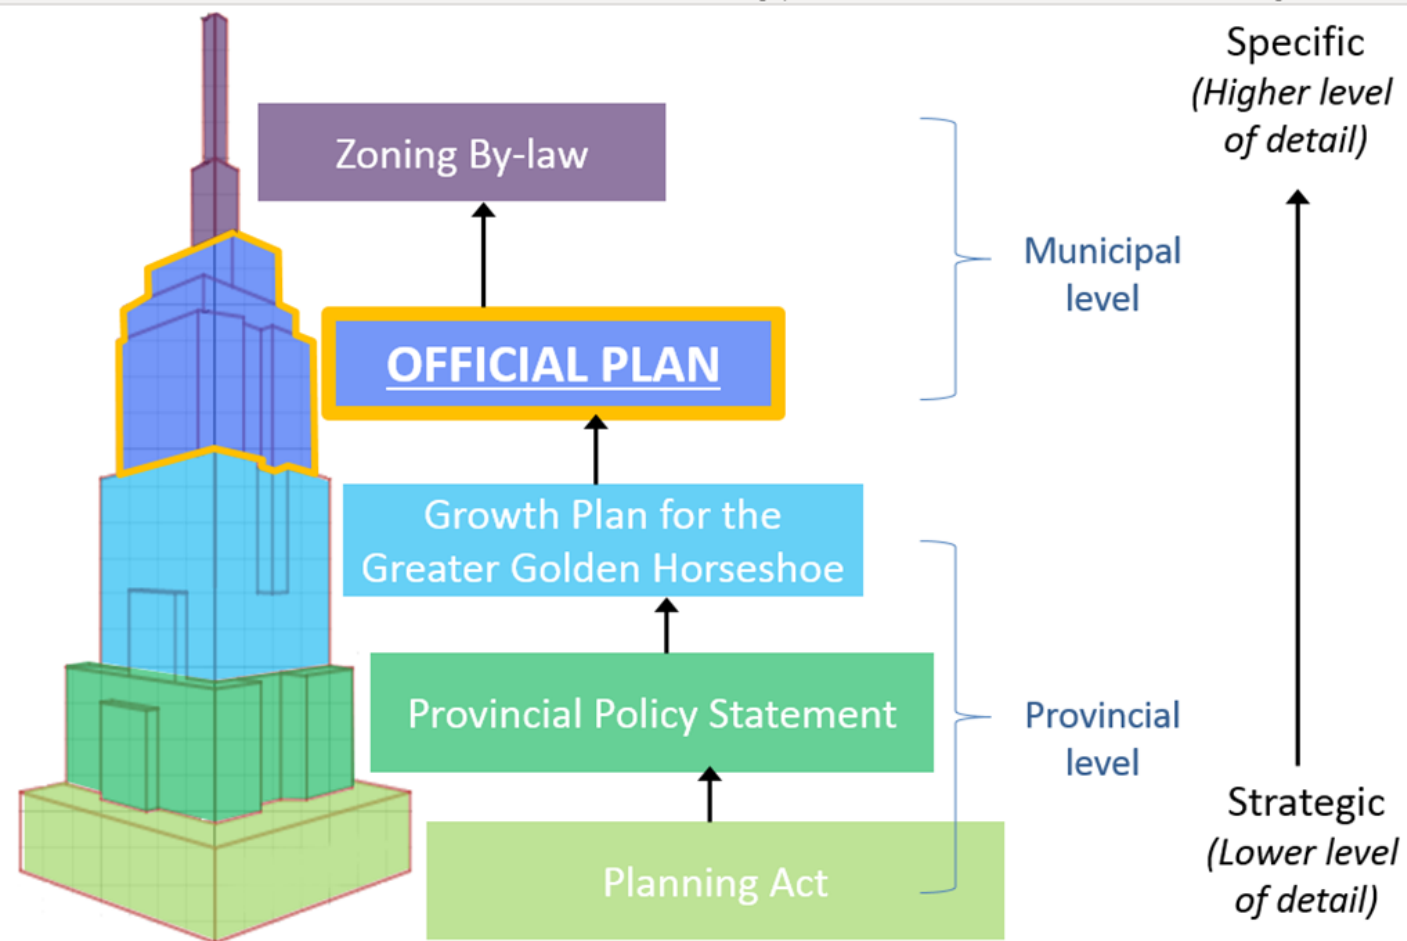 Specific
(Higher level
of detail)
Zoning By-law
Municipal
level
OFFICIAL PLAN
Growth Plan for the
Greater Golden Horseshoe
Provincial Policy Statement
Provincial
level
Strategic
(Lower level
of detail)
Planning Act